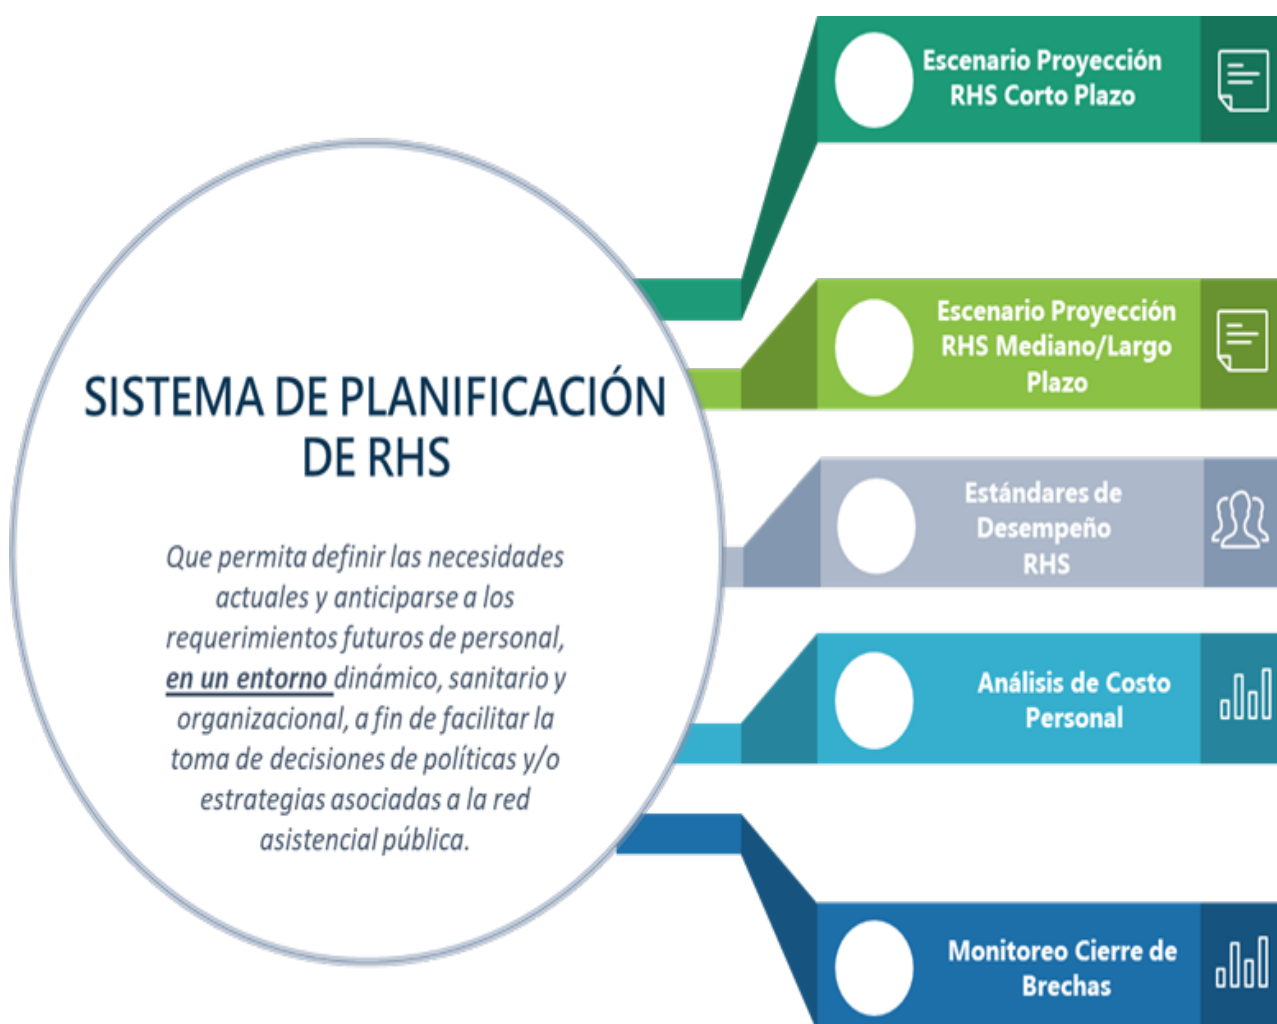 SISTEMA DE PLANIFICACIÓN
DE RHS
Que permita definir las necesidades
actuales y anticiparse a los
requerimientos futuros de personal,
en un entorno dinámico, sanitario y
organizacional, a fin de facilitar la
toma de decisiones de políticas y/o
estrategias asociadas a la red
asistencial pública.
Escenario Proyección
RHS Corto Plazo
Escenario Proyección
RHS Mediano/Largo
Plazo
Estándares de
Desempeño
RHS
Análisis de Costo
Personal
Monitoreo Cierre de
Brechas